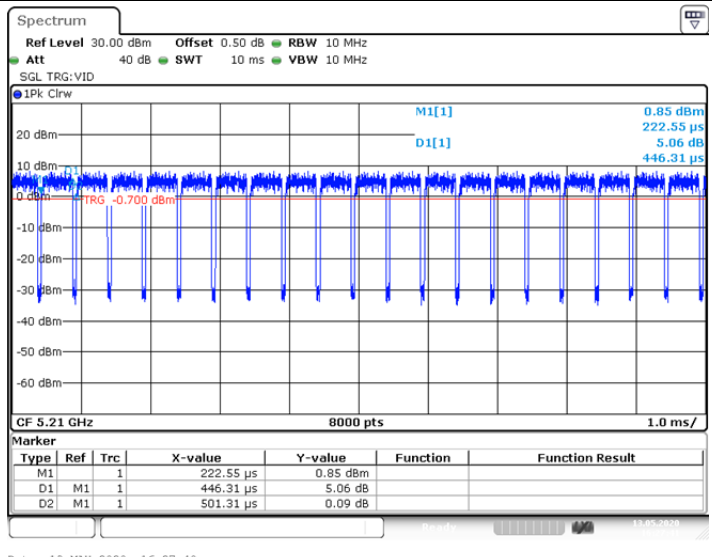 Spectrum
Ref Level 30.00 dBm Offset 0.50 dB RBW 10 MHz
Att 40 dB SWT 10 ms VBW 10 MHz
SGL TRG:VID
1Pk Clrw
M1[1] 0.85 dBm
222.55 µs
20 dBm
D1[1] 5.06 dB
446.31 µs
10 dBm
D1
0 dBm
TRG -0.700 dBm
-10 dBm
-20 dBm
-30 dBm
-40 dBm
-50 dBm
-60 dBm
CF 5.21 GHz 8000 pts 1.0 ms/
Marker
Type Ref Trc X-value Y-value Function Function Result
M1 1 222.55 µs 0.85 dBm
D1 M1 1 446.31 µs 5.06 dB
D2 M1 1 501.31 µs 0.09 dB
Ready 13.05.2020